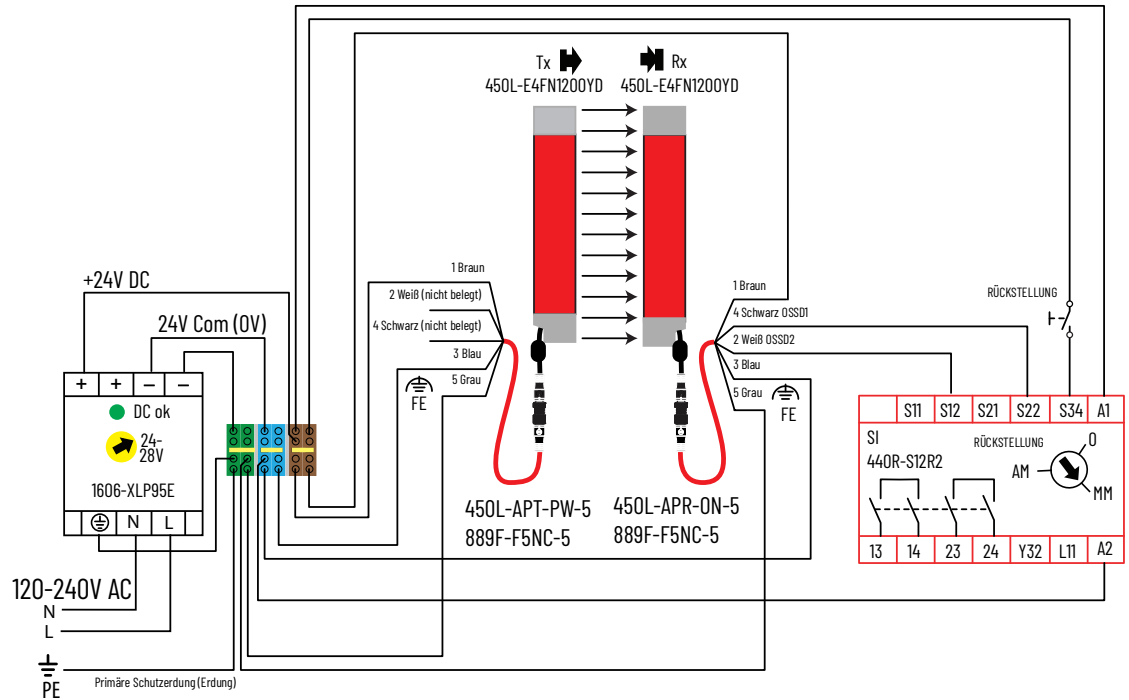 Tx
Rx
450L-E4FN1200YD
450L-E4FN1200YD
+24V DC
24V Com (0V)
1 Braun
2 Weiß (nicht belegt)
4 Schwarz (nicht belegt)
3 Blau
5 Grau
FE
1 Braun
4 Schwarz OSSD1
2 Weiß OSSD2
3 Blau
5 Grau
FE
RÜCKSTELLUNG
+ + – –
DC ok
24-
28V
1606-XLP95E
N L
S11 S12 S21 S22 S34 A1
SI
440R-S12R2
RÜCKSTELLUNG
0
AM
MM
13 14 23 24 Y32 L11 A2
450L-APT-PW-5
889F-F5NC-5
450L-APR-ON-5
889F-F5NC-5
120-240V AC
N
L
PE
Primäre Schutzerdung (Erdung)